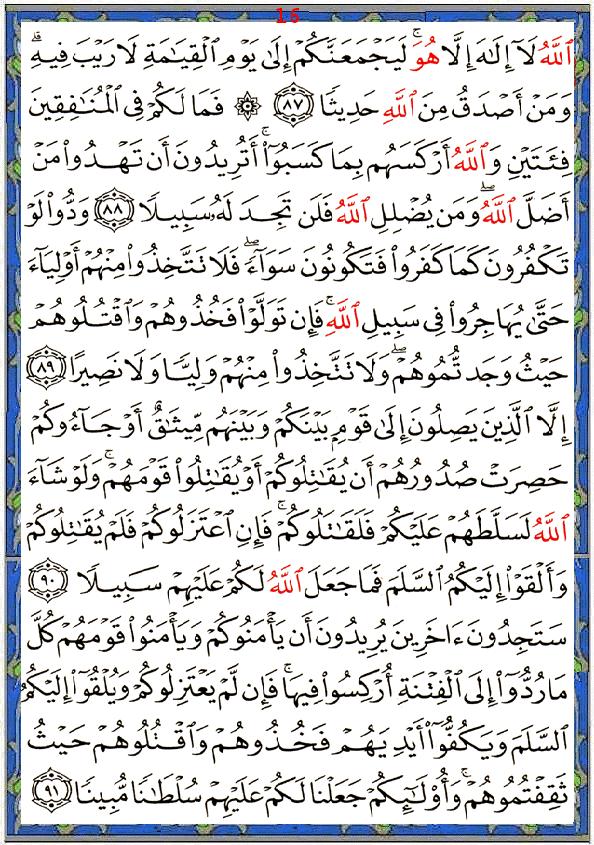 16
ٱللَّهُ لَآ إِلَٰهَ إِلَّا هُوَ ۚ لَيَجْمَعَنَّكُمْ إِلَىٰ يَوْمِ ٱلْقِيَٰمَةِ لَا رَيْبَ فِيهِ ۗ
وَمَنْ أَصْدَقُ مِنَ ٱللَّهِ حَدِيثًا ﴿٨٧﴾ ۞ فَمَا لَكُمْ فِى ٱلْمُنَٰفِقِينَ
فِئَتَيْنِ وَٱللَّهُ أَرْكَسَهُم بِمَا كَسَبُوٓا۟ ۚ أَتُرِيدُونَ أَن تَهْدُوا۟ مَنْ
أَضَلَّ ٱللَّهُ ۖ وَمَن يُضْلِلِ ٱللَّهُ فَلَن تَجِدَ لَهُۥ سَبِيلًا ﴿٨٨﴾ وَدُّوا۟ لَوْ
تَكْفُرُونَ كَمَا كَفَرُوا۟ فَتَكُونُونَ سَوَآءً ۖ فَلَا تَتَّخِذُوا۟ مِنْهُمْ أَوْلِيَآءَ
حَتَّىٰ يُهَاجِرُوا۟ فِى سَبِيلِ ٱللَّهِ ۚ فَإِن تَوَلَّوْا۟ فَخُذُوهُمْ وَٱقْتُلُوهُمْ
حَيْثُ وَجَدتُّمُوهُمْ ۖ وَلَا تَتَّخِذُوا۟ مِنْهُمْ وَلِيًّا وَلَا نَصِيرًا ﴿٨٩﴾
إِلَّا ٱلَّذِينَ يَصِلُونَ إِلَىٰ قَوْمٍۭ بَيْنَكُمْ وَبَيْنَهُم مِّيثَٰقٌ أَوْ جَآءُوكُمْ
حَصِرَتْ صُدُورُهُمْ أَن يُقَٰتِلُوكُمْ أَوْ يُقَٰتِلُوا۟ قَوْمَهُمْ ۚ وَلَوْ شَآءَ
ٱللَّهُ لَسَلَّطَهُمْ عَلَيْكُمْ فَلَقَٰتَلُوكُمْ ۚ فَإِنِ ٱعْتَزَلُوكُمْ فَلَمْ يُقَٰتِلُوكُمْ
وَأَلْقَوْا۟ إِلَيْكُمُ ٱلسَّلَمَ فَمَا جَعَلَ ٱللَّهُ لَكُمْ عَلَيْهِمْ سَبِيلًا ﴿٩٠﴾
سَتَجِدُونَ ءَاخَرِينَ يُرِيدُونَ أَن يَأْمَنُوكُمْ وَيَأْمَنُوا۟ قَوْمَهُمْ كُلَّ
مَا رُدُّوٓا۟ إِلَى ٱلْفِتْنَةِ أُرْكِسُوا۟ فِيهَا ۚ فَإِن لَّمْ يَعْتَزِلُوكُمْ وَيُلْقُوٓا۟ إِلَيْكُمُ
ٱلسَّلَمَ وَيَكُفُّوٓا۟ أَيْدِيَهُمْ فَخُذُوهُمْ وَٱقْتُلُوهُمْ حَيْثُ
ثَقِفْتُمُوهُمْ ۚ وَأُو۟لَٰٓئِكُمْ جَعَلْنَا لَكُمْ عَلَيْهِمْ سُلْطَٰنًا مُّبِينًا ﴿٩١﴾